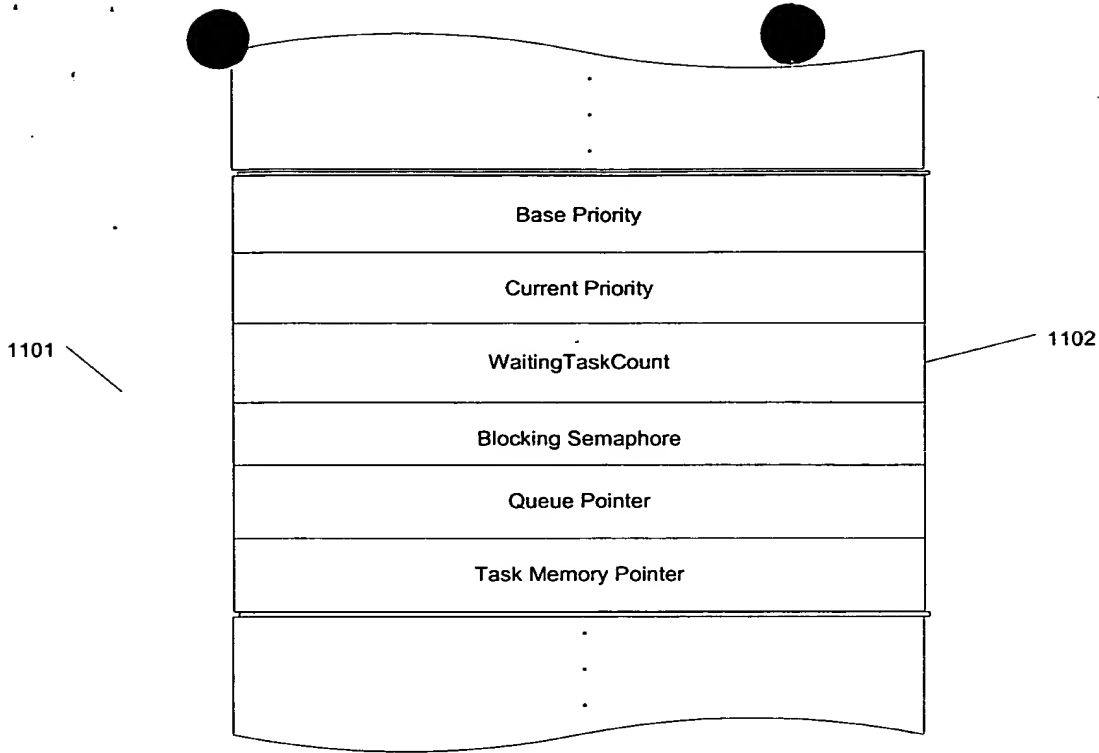 Base Priority
Current Priority
1101
WaitingTaskCount
1102
Blocking Semaphore
Queue Pointer
Task Memory Pointer